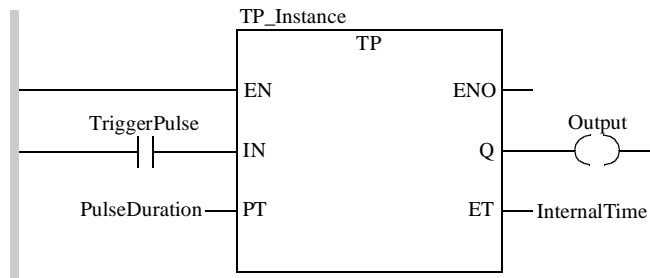 TP_Instance
TP
EN ENO
TriggerPulse Output
IN Q
PulseDuration PT ET InternalTime